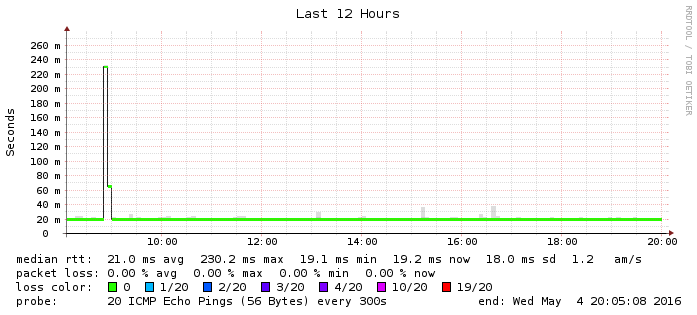 Last 12 Hours
RRDTOOL / TOBI OETIKER
Seconds
260 m
240 m
220 m
200 m
180 m
160 m
140 m
120 m
100 m
80 m
60 m
40 m
20 m
0
10:00 12:00 14:00 16:00 18:00 20:00
median rtt: 21.0 ms avg 230.2 ms max 19.1 ms min 19.2 ms now 18.0 ms sd 1.2 am/s
packet loss: 0.00 % avg 0.00 % max 0.00 % min 0.00 % now
loss color: 0 1/20 2/20 3/20 4/20 10/20 19/20
probe: 20 ICMP Echo Pings (56 Bytes) every 300s end: Wed May 4 20:05:08 2016